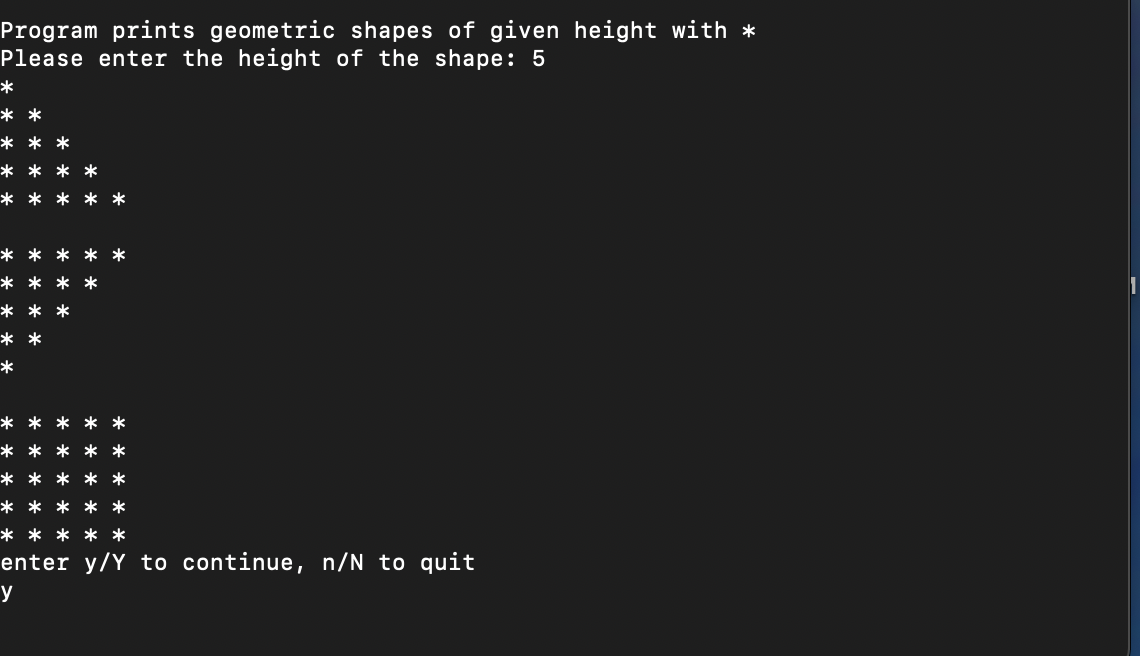 Program prints geometric shapes of given height with *
Please enter the height of the shape: 5
*
* *
* * *
* * * *
* * * * *

* * * * *
* * * *
* * *
* *
*

* * * * *
* * * * *
* * * * *
* * * * *
* * * * *
enter y/Y to continue, n/N to quit
y